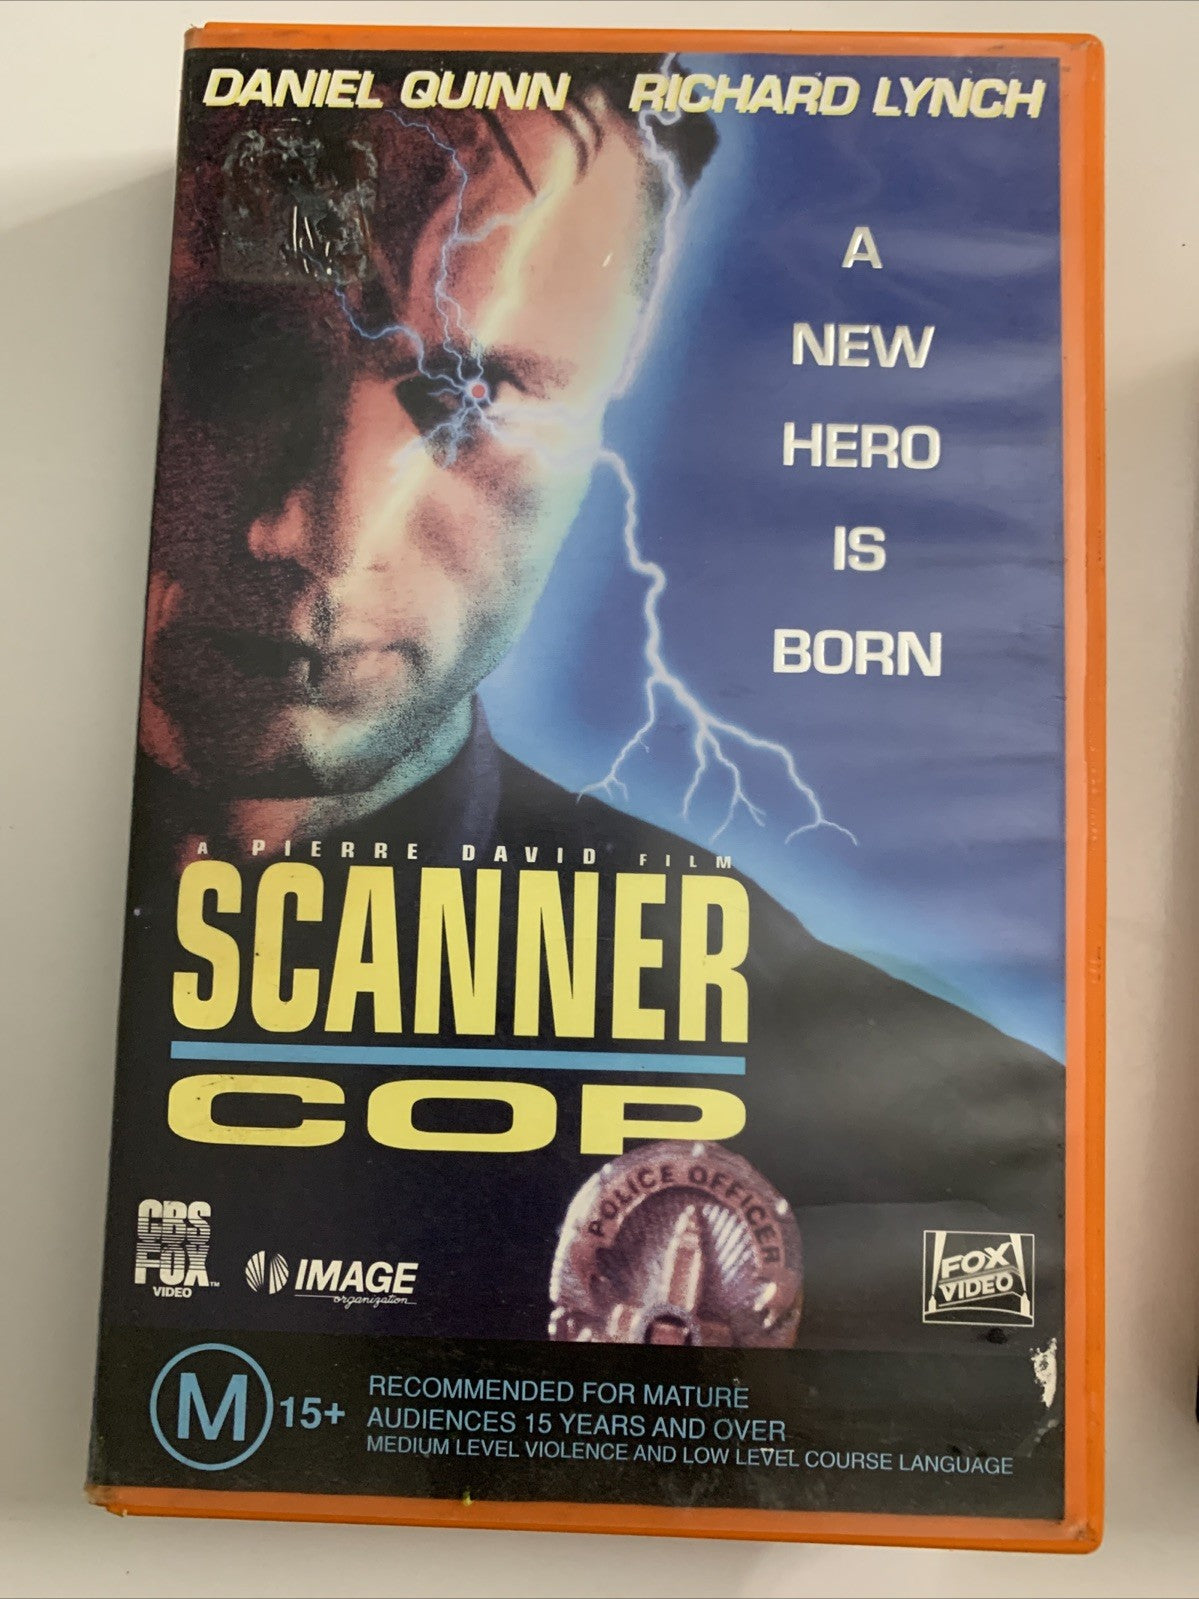 DANIEL QUINN RICHARD LYNCH
A
NEW
HERO
IS
BORN
A PIERRE DAVID FILM
SCANNER
COP
POLICE OFFICER
CBS
FOX™
VIDEO
IMAGE
organization
FOX
VIDEO
M 15+
RECOMMENDED FOR MATURE
AUDIENCES 15 YEARS AND OVER
MEDIUM LEVEL VIOLENCE AND LOW LEVEL COURSE LANGUAGE